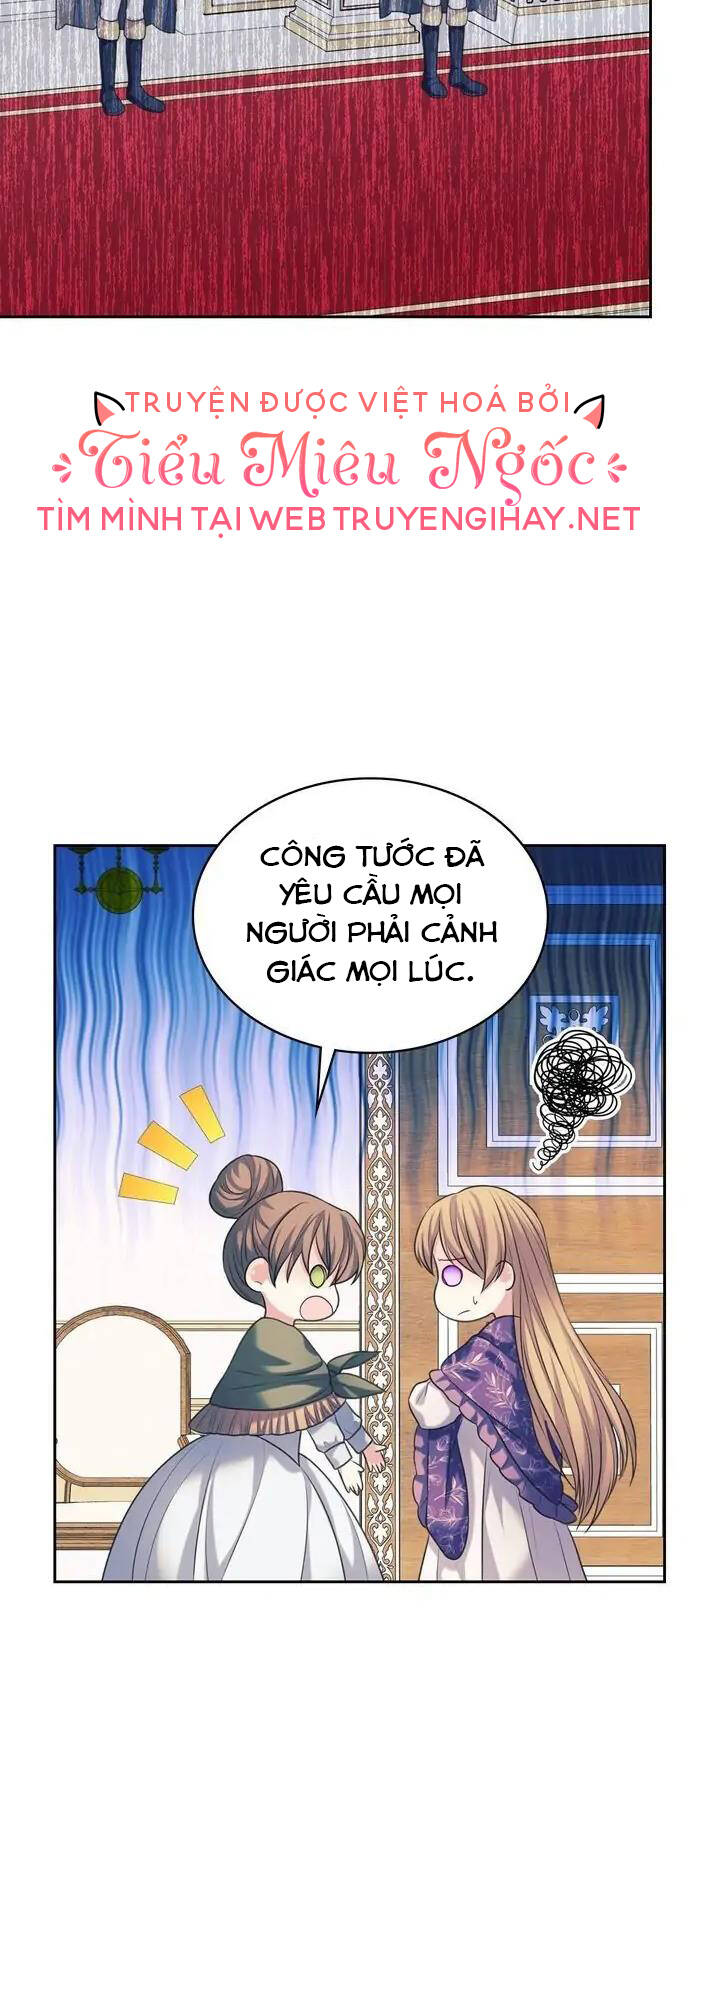 TRUYỆN ĐƯỢC VIỆT HOÁ BỞI
Tiểu Miêu Ngốc
TÌM MÌNH TẠI WEB TRUYENGIHAY.NET
CÔNG TƯỚC ĐÃ
YÊU CẦU MỌI
NGƯỜI PHẢI CẢNH
GIÁC MỌI LÚC.